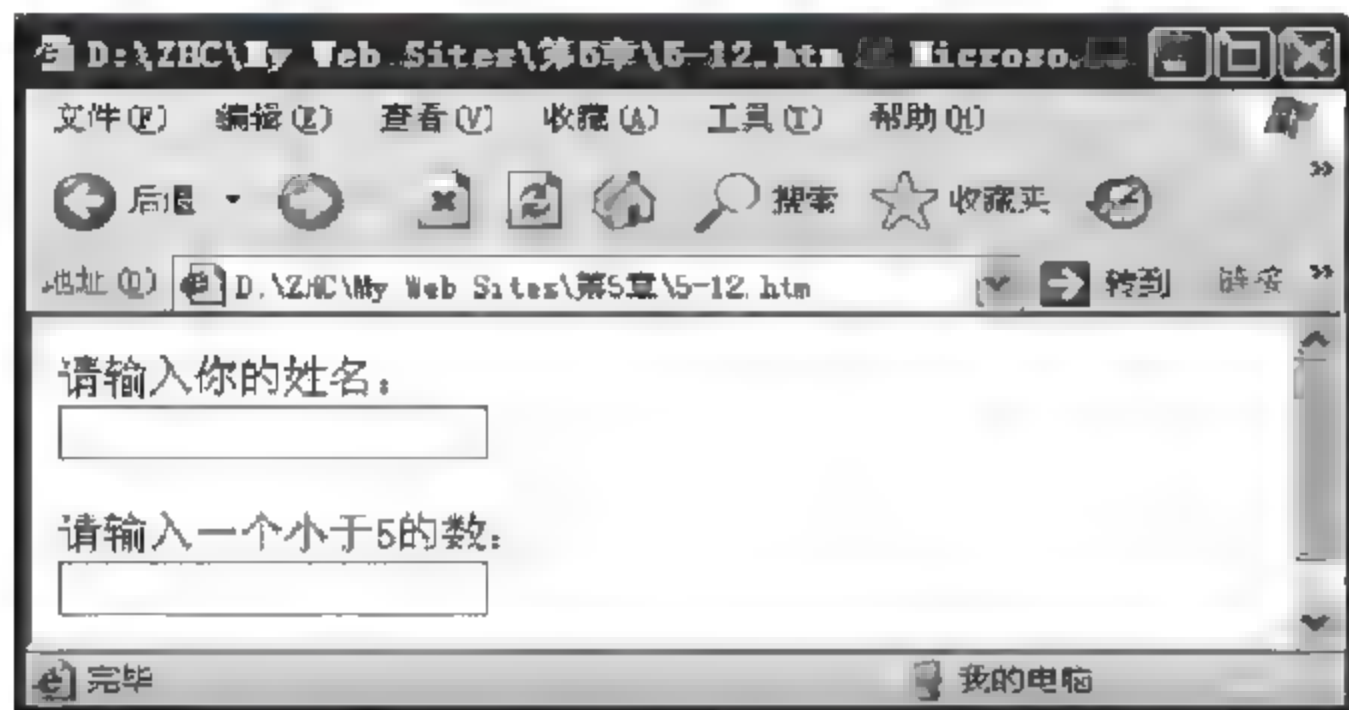 D:\ZHC\My Web Sites\第5章\5-12.htm - Microso...
文件(F) 编辑(E) 查看(V) 收藏(A) 工具(T) 帮助(H)
后退 搜索 收藏夹 »
地址(D) D:\ZHC\My Web Sites\第5章\5-12.htm 转到 链接 »
请输入你的姓名：
请输入一个小于5的数：
完毕 我的电脑